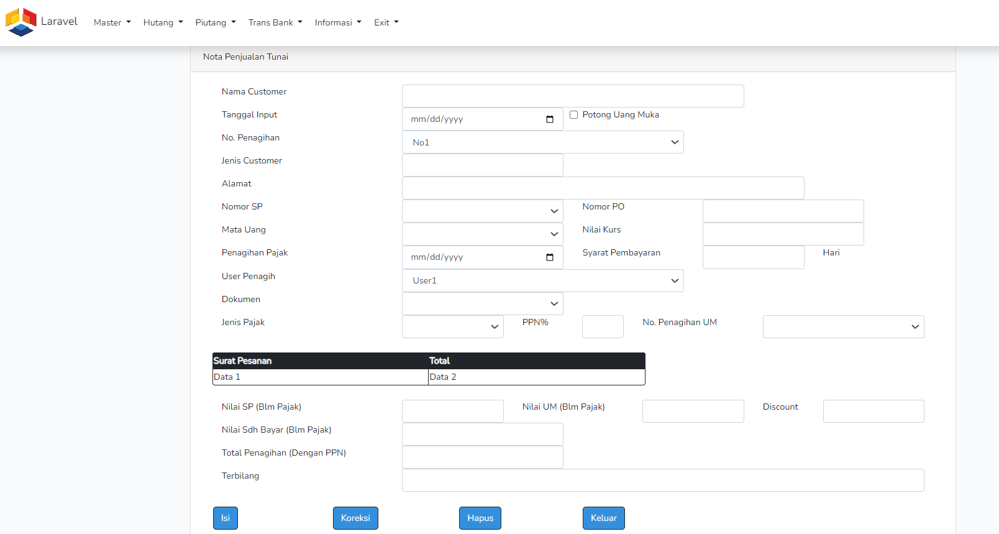 Laravel Master Hutang Piutang Trans Bank Informasi Exit
Nota Penjualan Tunai
Nama Customer
Tanggal Input mm/dd/yyyy Potong Uang Muka
No. Penagihan No1
Jenis Customer
Alamat
Nomor SP Nomor PO
Mata Uang Nilai Kurs
Penagihan Pajak mm/dd/yyyy Syarat Pembayaran Hari
User Penagih User1
Dokumen
Jenis Pajak PPN% No. Penagihan UM
Surat Pesanan Total
Data 1 Data 2
Nilai SP (Blm Pajak) Nilai UM (Blm Pajak) Discount
Nilai Sdh Bayar (Blm Pajak)
Total Penagihan (Dengan PPN)
Terbilang
Isi Koreksi Hapus Keluar